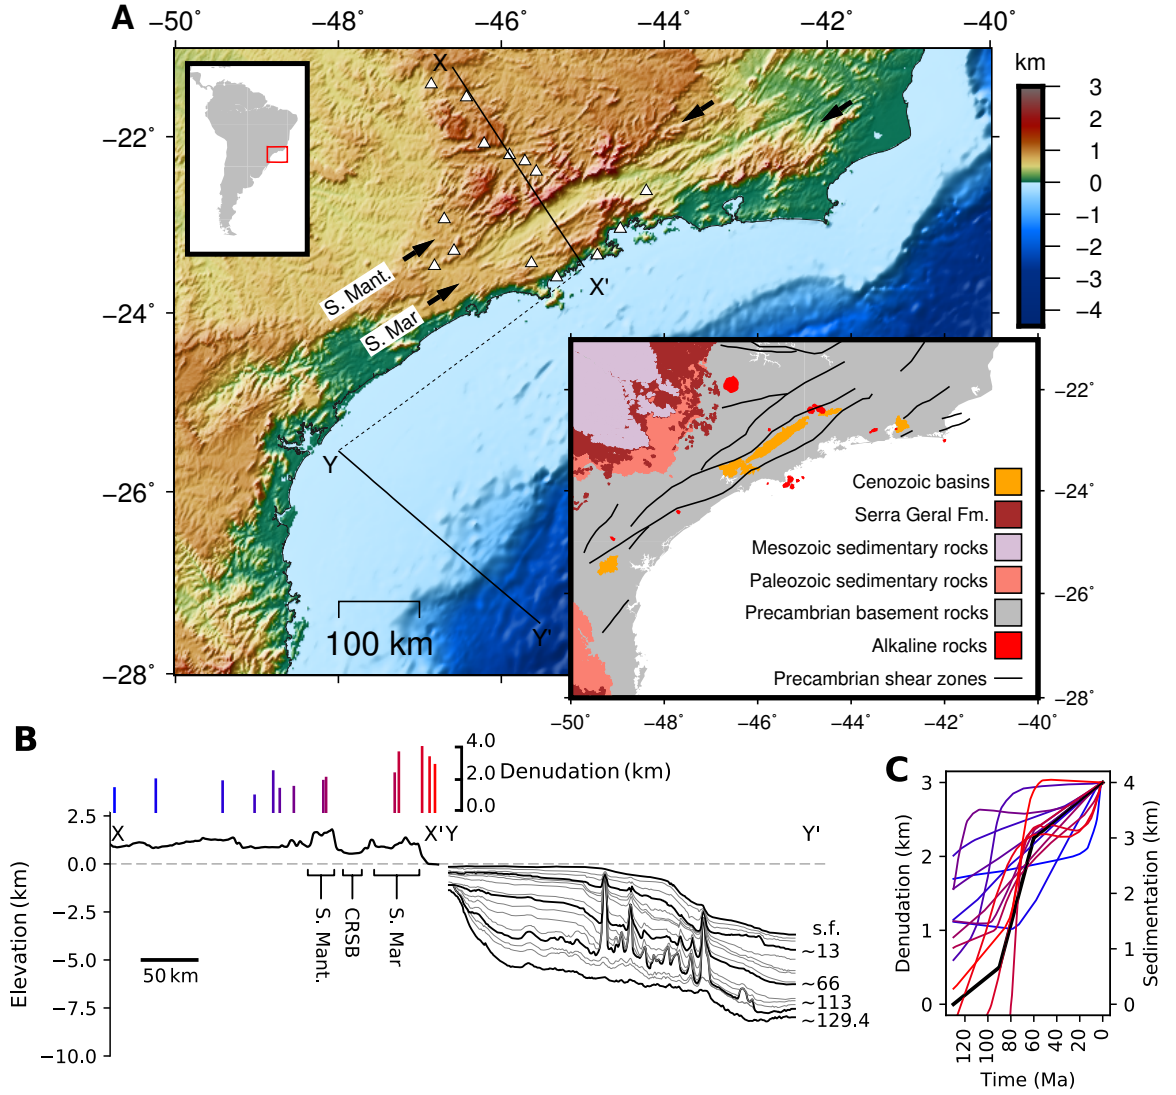 A
−50° −48° −46° −44° −42° −40°
−22°
−24°
−26°
−28°
X
X'
Y
Y'
S. Mant.
S. Mar
100 km
km
3
2
1
0
−1
−2
−3
−4
Cenozoic basins
Serra Geral Fm.
Mesozoic sedimentary rocks
Paleozoic sedimentary rocks
Precambrian basement rocks
Alkaline rocks
Precambrian shear zones
−22°
−24°
−26°
−28°
−50° −48° −46° −44° −42° −40°
B
4.0
2.0
0.0
Denudation (km)
2.5
0.0
−2.5
−5.0
−7.5
−10.0
Elevation (km)
X
X'
Y
Y'
S. Mant.
CRSB
S. Mar
50 km
s.f.
~13
~66
~113
~129.4
C
3
2
1
0
Denudation (km)
4
3
2
1
0
Sedimentation (km)
120 100 80 60 40 20 0
Time (Ma)